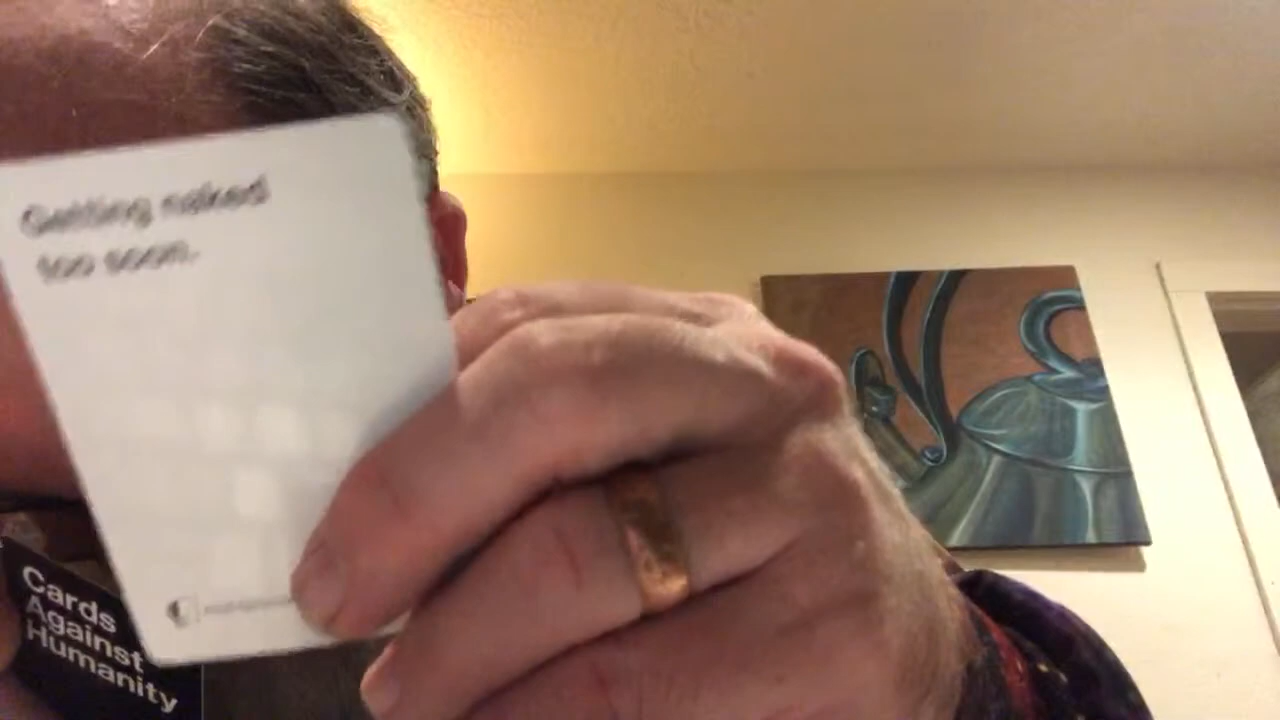 Getting naked
too soon.
Cards
Against
Humanity